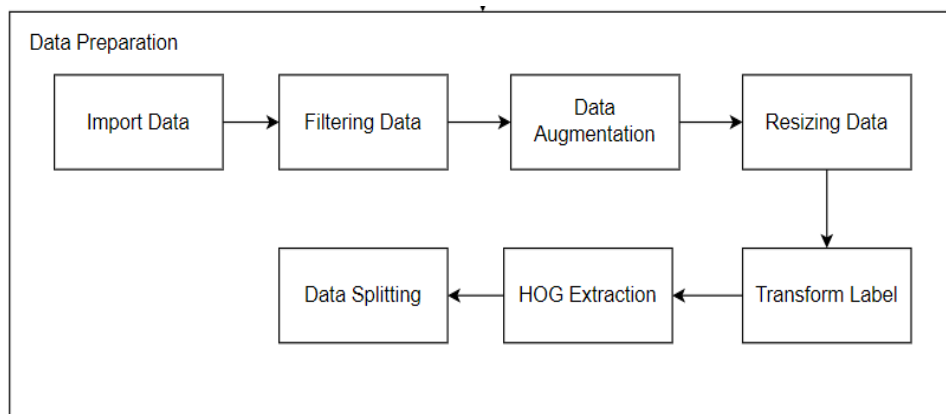 Data Preparation
Import Data
Filtering Data
Data
Augmentation
Resizing Data
Transform Label
HOG Extraction
Data Splitting